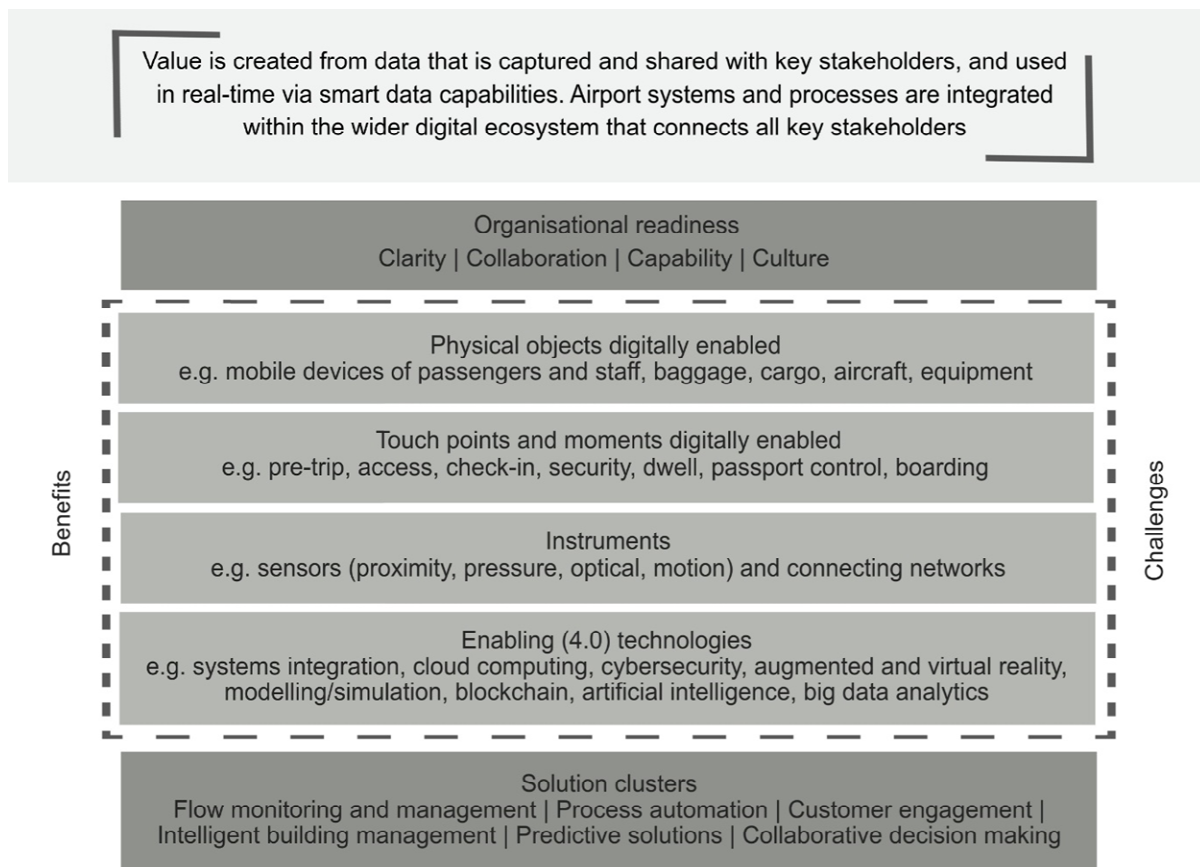 Value is created from data that is captured and shared with key stakeholders, and used
in real-time via smart data capabilities. Airport systems and processes are integrated
within the wider digital ecosystem that connects all key stakeholders
Organisational readiness
Clarity | Collaboration | Capability | Culture
Benefits
Physical objects digitally enabled
e.g. mobile devices of passengers and staff, baggage, cargo, aircraft, equipment
Touch points and moments digitally enabled
e.g. pre-trip, access, check-in, security, dwell, passport control, boarding
Instruments
e.g. sensors (proximity, pressure, optical, motion) and connecting networks
Enabling (4.0) technologies
e.g. systems integration, cloud computing, cybersecurity, augmented and virtual reality,
modelling/simulation, blockchain, artificial intelligence, big data analytics
Challenges
Solution clusters
Flow monitoring and management | Process automation | Customer engagement |
Intelligent building management | Predictive solutions | Collaborative decision making